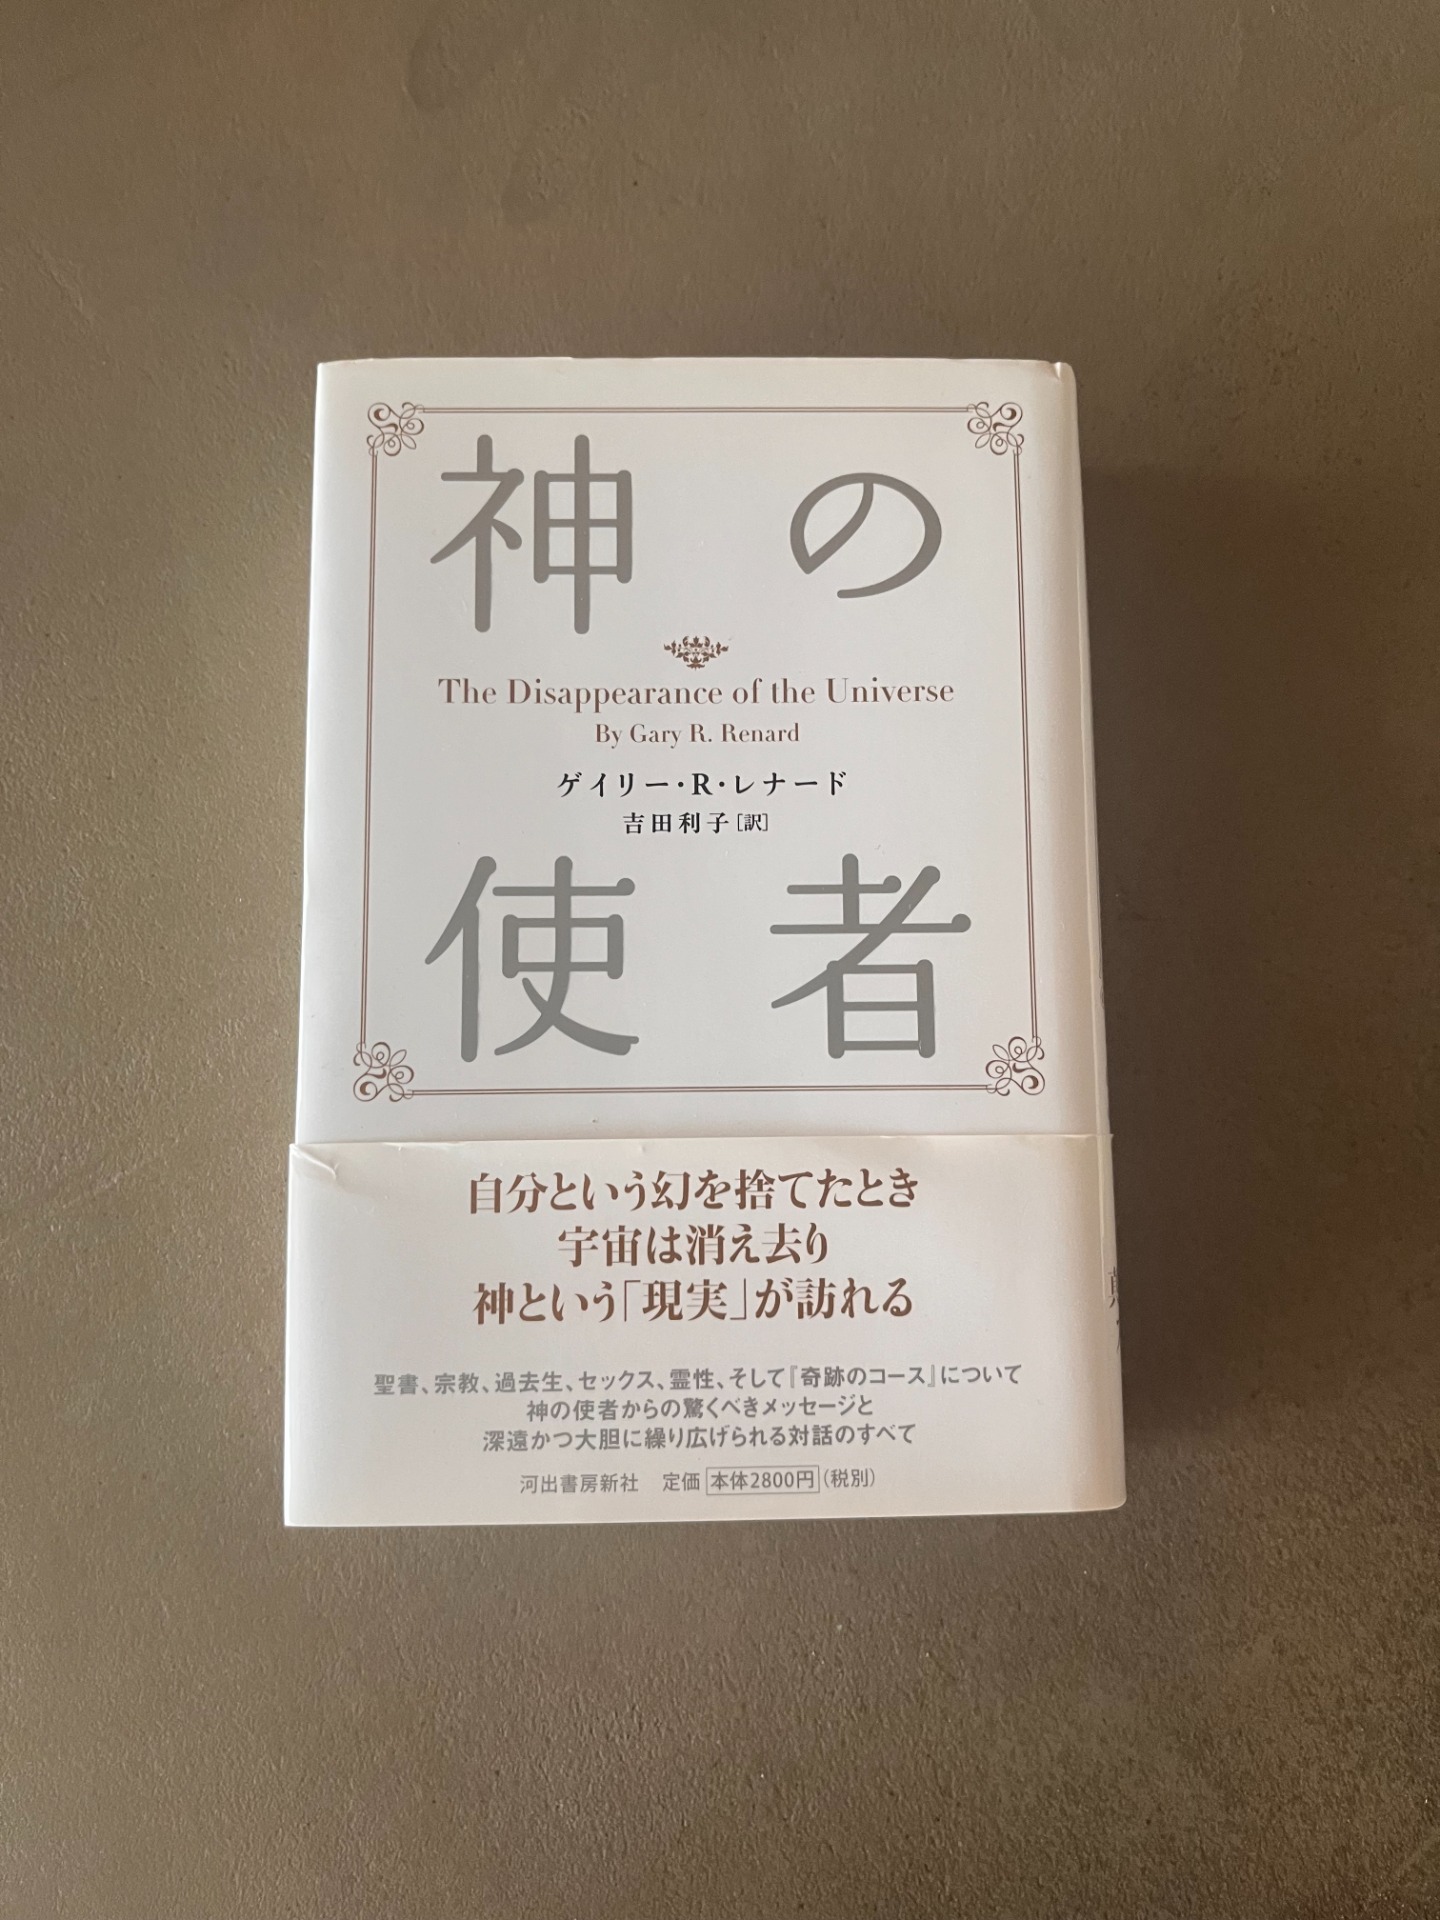 神の
The Disappearance of the Universe
By Gary R. Renard
ゲイリー・R・レナード
吉田利子［訳］
使者
自分という幻を捨てたとき
宇宙は消え去り
神という「現実」が訪れる
聖書、宗教、過去生、セックス、霊性、そして『奇跡のコース』について
神の使者からの驚くべきメッセージと
深遠かつ大胆に繰り広げられる対話のすべて
河出書房新社 定価 本体2800円（税別）